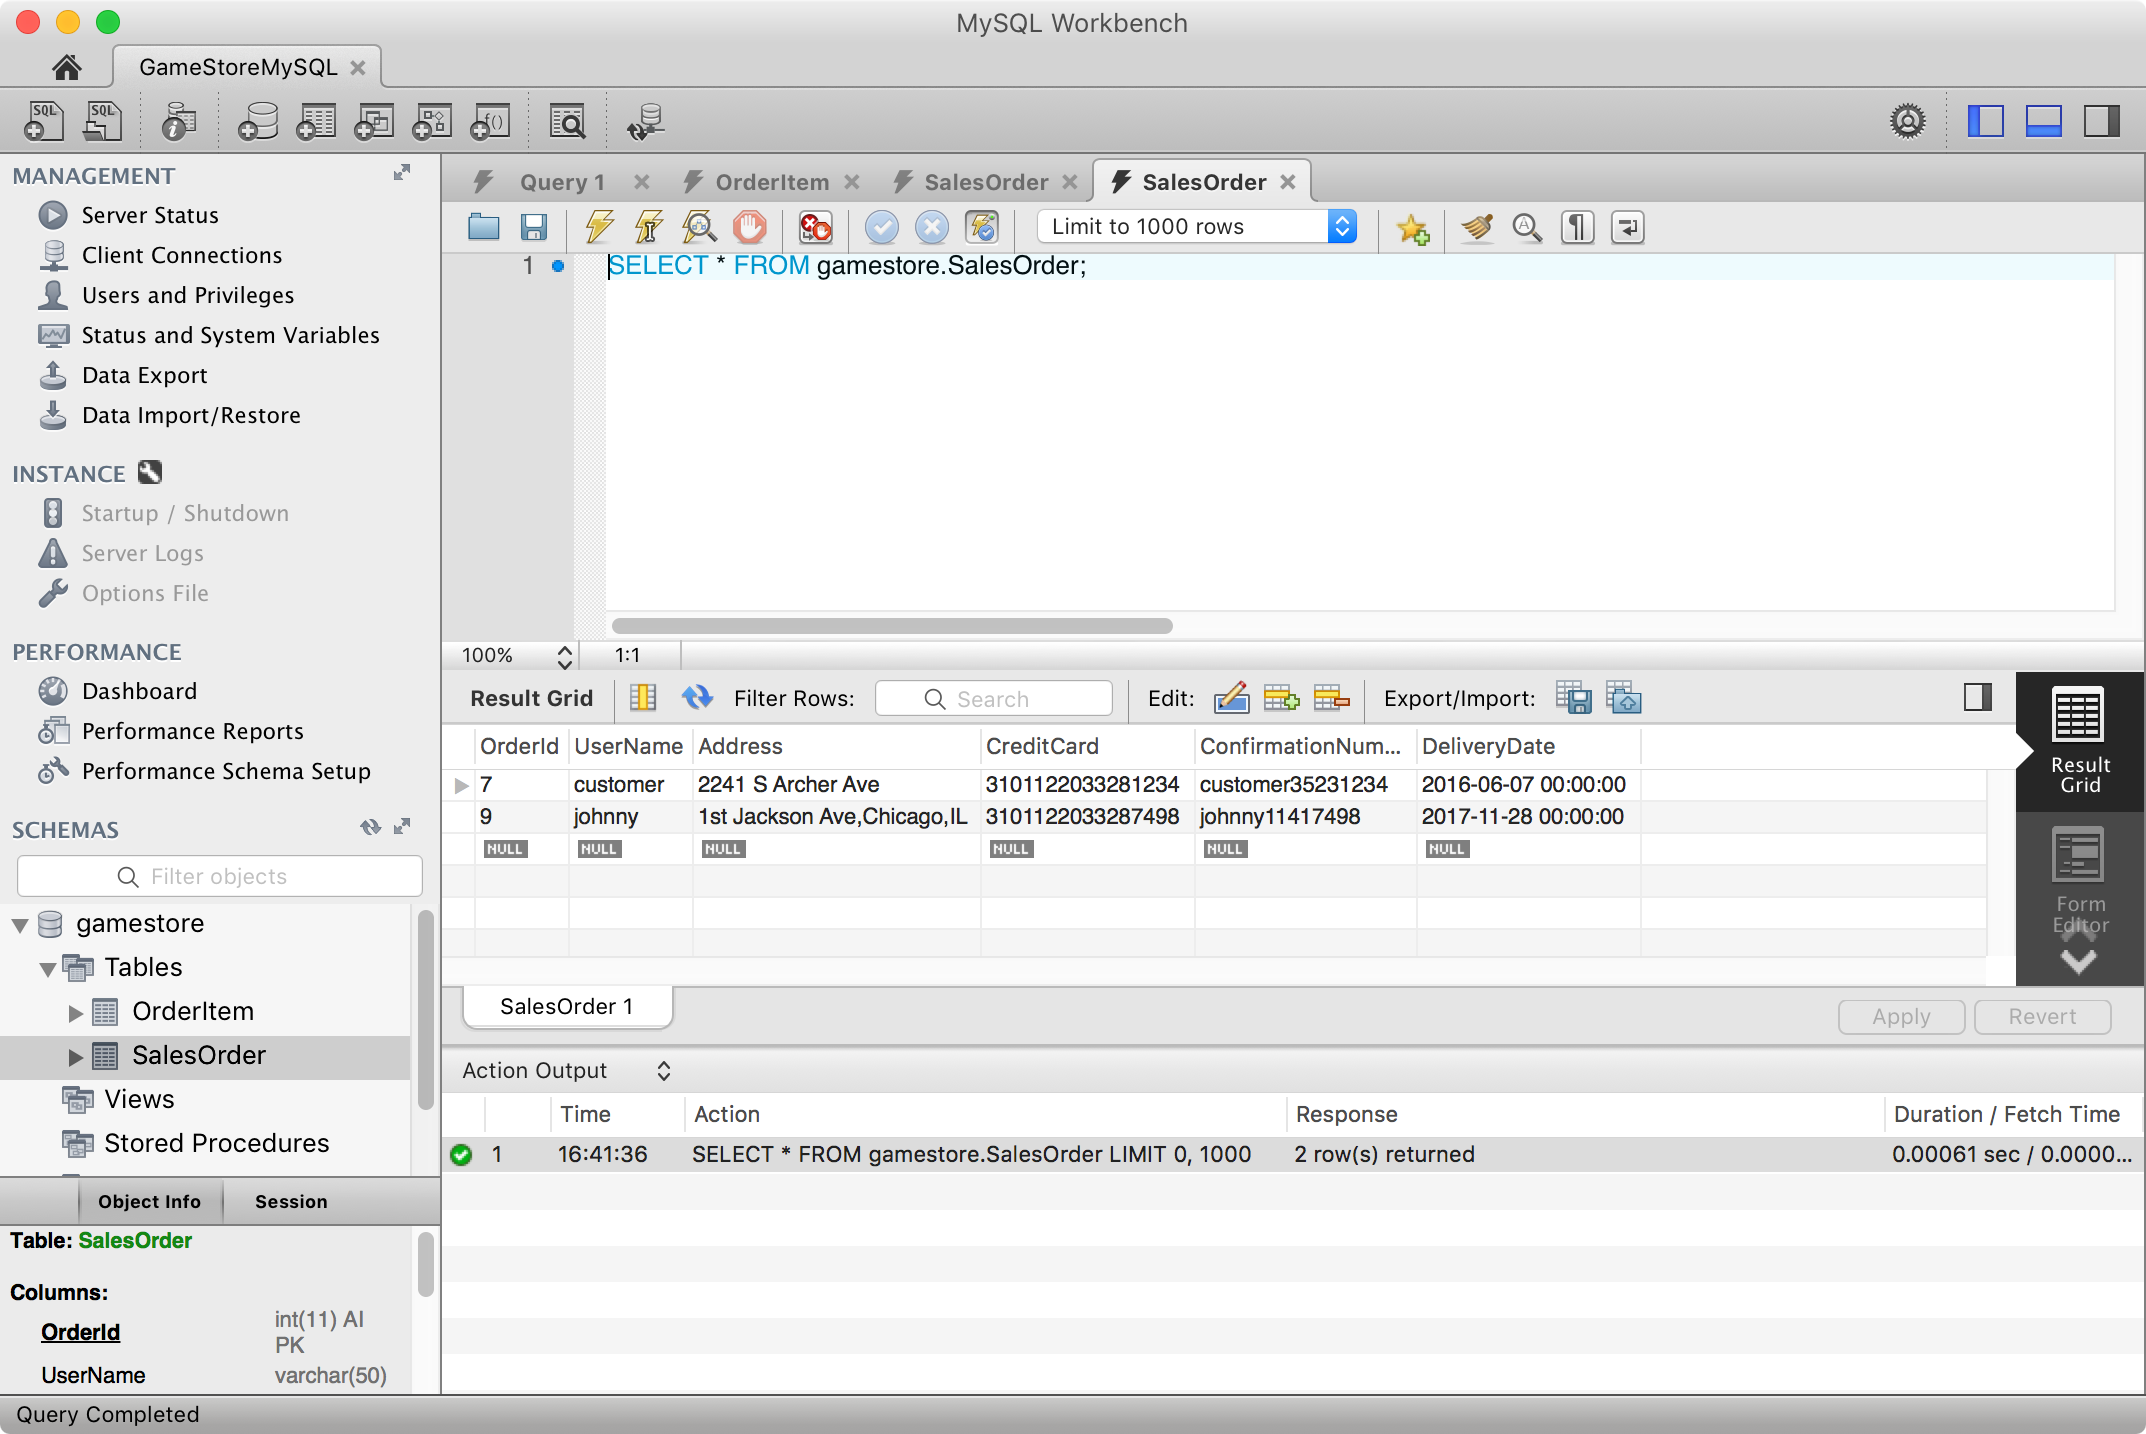 MySQL Workbench
GameStoreMySQL
SQL
SQL
f()
MANAGEMENT
Server Status
Client Connections
Users and Privileges
Status and System Variables
Data Export
Data Import/Restore
INSTANCE
Startup / Shutdown
Server Logs
Options File
PERFORMANCE
Dashboard
Performance Reports
Performance Schema Setup
SCHEMAS
Filter objects
gamestore
Tables
OrderItem
SalesOrder
Views
Stored Procedures
Object Info Session
Table: SalesOrder
Columns:
OrderId int(11) AI
PK
UserName varchar(50)
Query 1 OrderItem SalesOrder SalesOrder
Limit to 1000 rows
1 SELECT * FROM gamestore.SalesOrder;
100% 1:1
Result Grid Filter Rows: Search Edit: Export/Import:
OrderId UserName Address CreditCard ConfirmationNum... DeliveryDate
7 customer 2241 S Archer Ave 3101122033281234 customer35231234 2016-06-07 00:00:00
9 johnny 1st Jackson Ave,Chicago,IL 3101122033287498 johnny11417498 2017-11-28 00:00:00
NULL NULL NULL NULL NULL NULL
Result
Grid
Form
Editor
SalesOrder 1 Apply Revert
Action Output
Time Action Response Duration / Fetch Time
1 16:41:36 SELECT * FROM gamestore.SalesOrder LIMIT 0, 1000 2 row(s) returned 0.00061 sec / 0.0000...
Query Completed